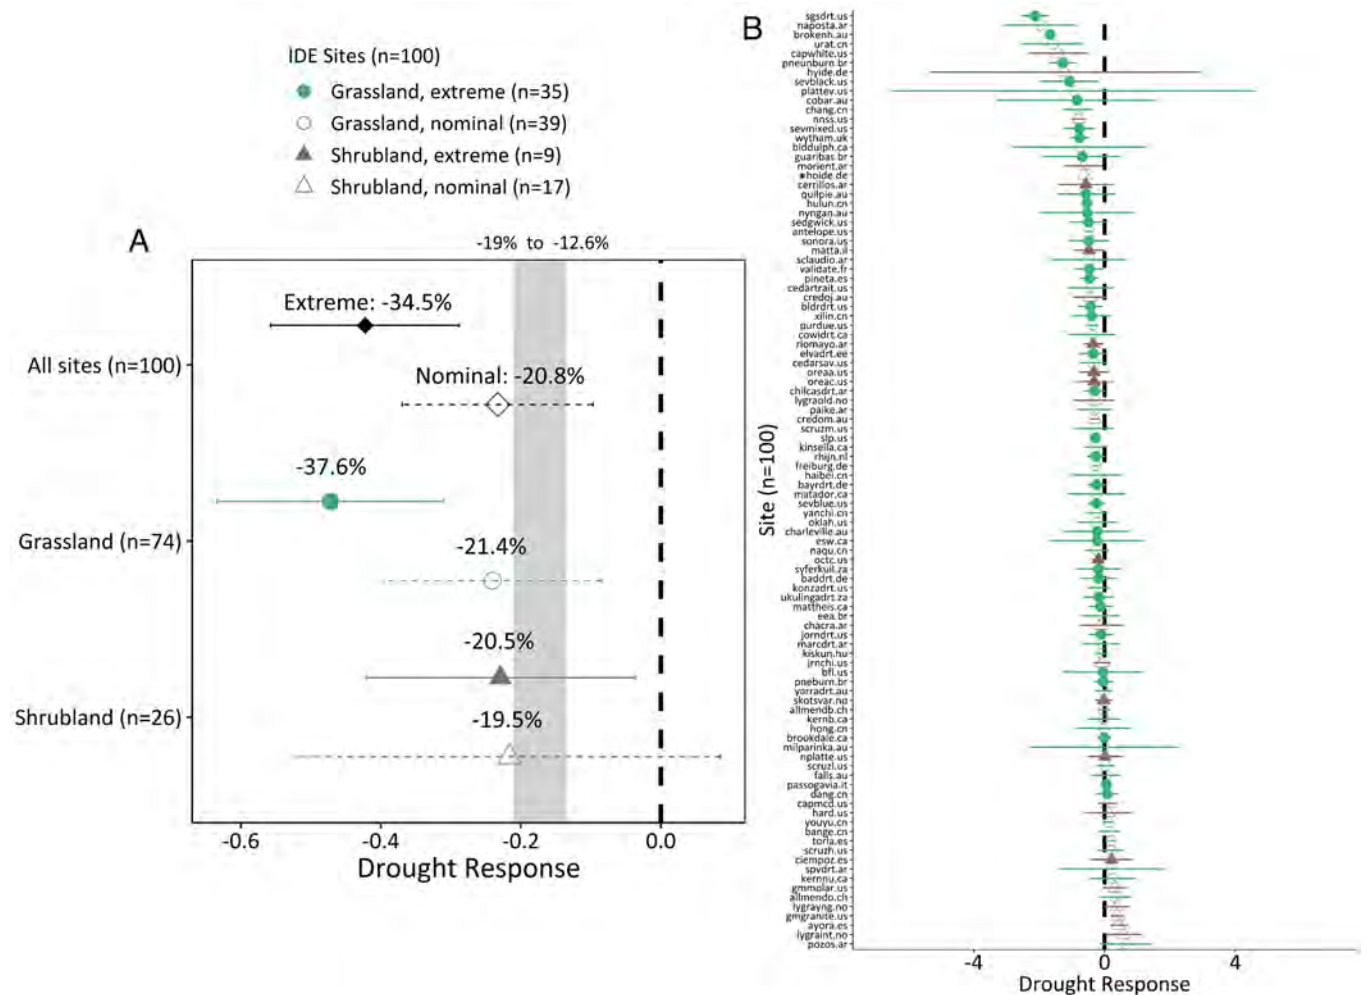 IDE Sites (n=100)
Grassland, extreme (n=35)
Grassland, nominal (n=39)
Shrubland, extreme (n=9)
Shrubland, nominal (n=17)
A
-19% to -12.6%
Extreme: -34.5%
All sites (n=100)
Nominal: -20.8%
-37.6%
Grassland (n=74)
-21.4%
-20.5%
Shrubland (n=26)
-19.5%
-0.6
-0.4
-0.2
0.0
Drought Response
B
Site (n=100)
sgsdrt.us
naposta.ar
brokenh.au
urat.cn
capwhite.us
pneunburn.br
hyide.de
sevblack.us
plattev.us
cobar.au
chang.cn
nnss.us
sevmixed.us
wytham.uk
biddulph.ca
guaribas.br
morient.ar
hoide.de
cerrillos.ar
quilpie.au
hulun.cn
nyngan.au
sedgwick.us
antelope.us
sonora.us
matta.il
sclaudio.ar
validate.fr
pineta.es
cedartrait.us
credoj.au
bldrdrt.us
xilin.cn
purdue.us
cowidrt.ca
riomayo.ar
elvadrt.ee
cedarsav.us
oreaa.us
oreac.us
chilcasdrt.ar
lygraold.no
paike.ar
credom.au
scruzm.us
slp.us
kinsella.ca
rhijn.nl
freiburg.de
haibei.cn
bayrdrt.de
matador.ca
sevblue.us
yanchi.cn
oklah.us
charleville.au
esw.ca
naqu.cn
octc.us
syferkuil.za
baddrt.de
konzadrt.us
ukulingadrt.za
mattheis.ca
eea.br
chacra.ar
jorndrt.us
marcdrt.ar
kiskun.hu
jrnchi.us
bfl.us
pneburn.br
yarradrt.au
skotsvar.no
allmendb.ch
kernb.ca
hong.cn
brookdale.ca
milparinka.au
nplatte.us
scruzl.us
falls.au
passogavia.it
dang.cn
capmcd.us
hard.us
youyu.cn
bange.cn
torla.es
scruzh.us
ciempoz.es
spvdrt.ar
kernnu.ca
gmmolar.us
allmendo.ch
lygrayng.no
gmgranite.us
ayora.es
lygraint.no
pozos.ar
-4
0
4
Drought Response